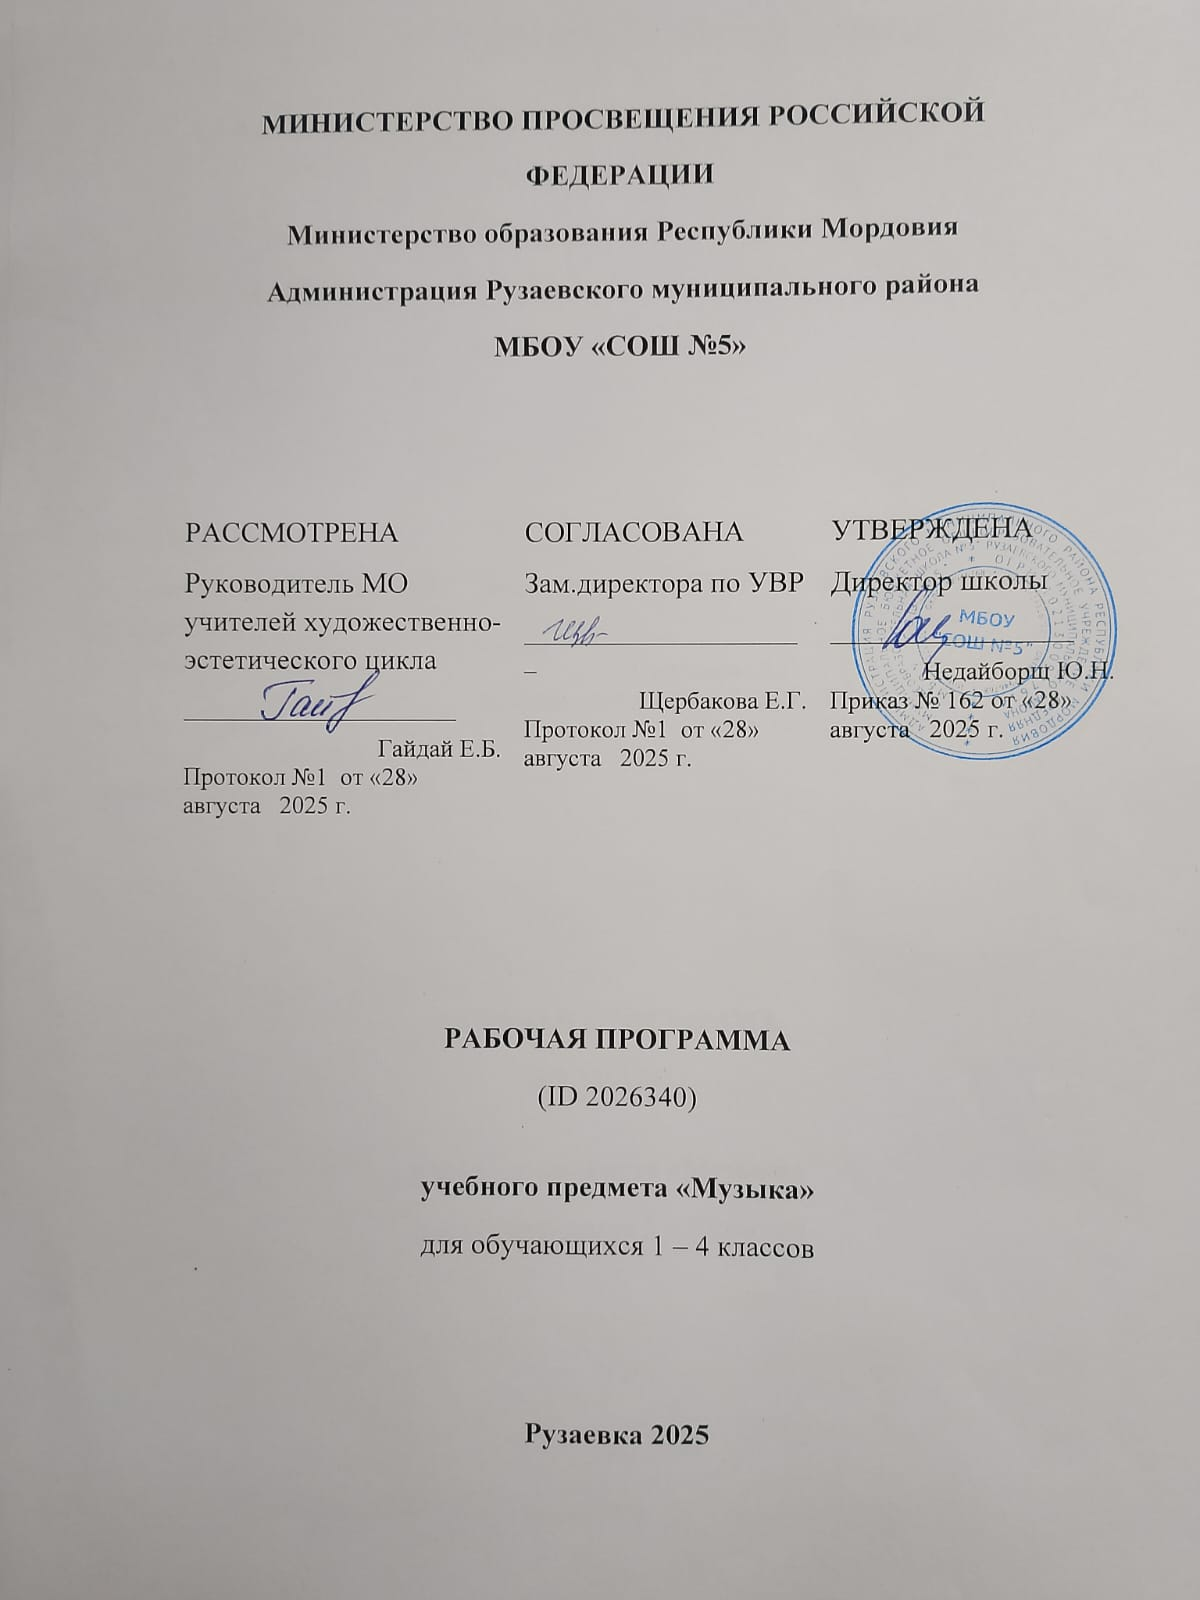 МИНИСТЕРСТВО ПРОСВЕЩЕНИЯ РОССИЙСКОЙ
ФЕДЕРАЦИИ
Министерство образования Республики Мордовия
Администрация Рузаевского муниципального района
МБОУ «СОШ №5»
РАССМОТРЕНА
Руководитель МО
учителей художественно-
эстетического цикла
Гайдай Е.Б.
Протокол №1 от «28»
августа 2025 г.
СОГЛАСОВАНА
Зам.директора по УВР
Щербакова Е.Г.
Протокол №1 от «28»
августа 2025 г.
УТВЕРЖДЕНА
Директор школы
МБОУ
"СОШ №5"
Недайборщ Ю.Н.
Приказ № 162 от «28»
августа 2025 г.
РАБОЧАЯ ПРОГРАММА
(ID 2026340)
учебного предмета «Музыка»
для обучающихся 1 – 4 классов
Рузаевка 2025